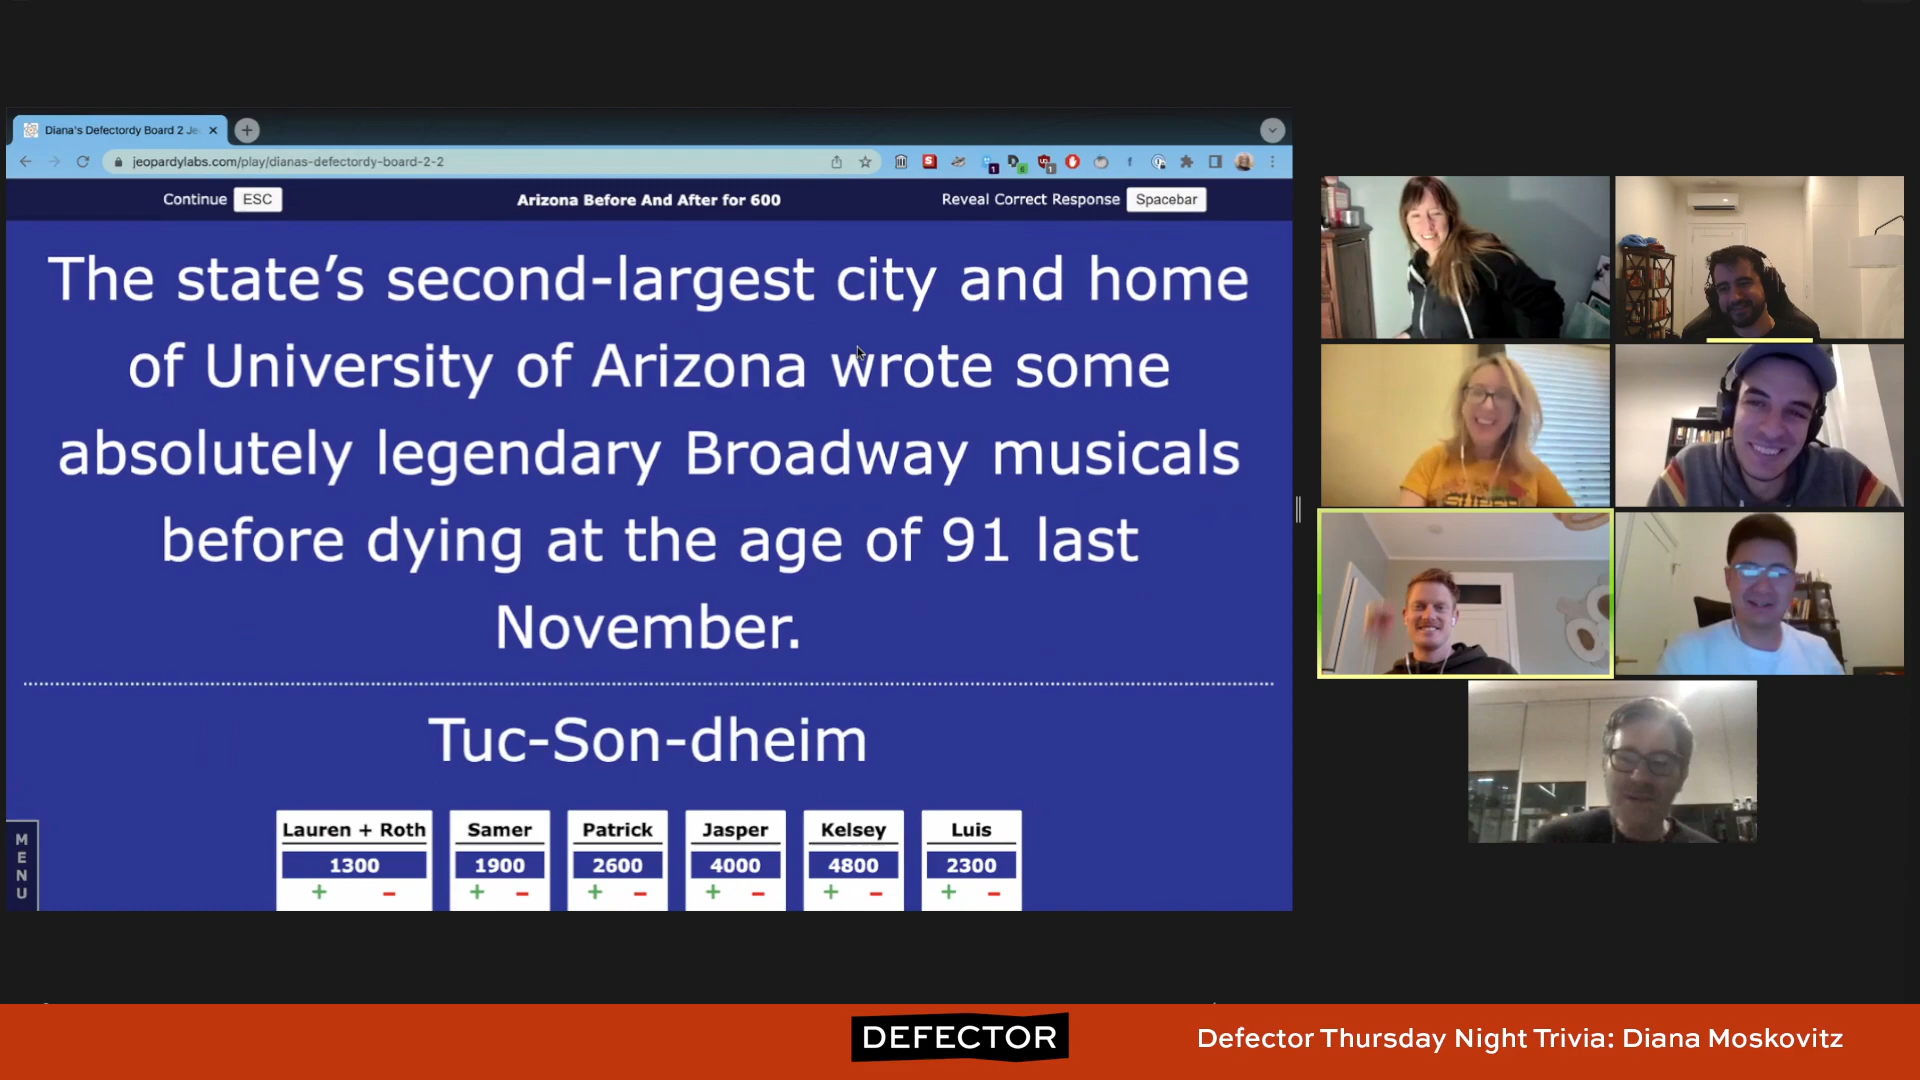 Diana's Defectordy Board 2 Je
jeopardylabs.com/play/dianas-defectordy-board-2-2
Continue ESC
Arizona Before And After for 600
Reveal Correct Response Spacebar
The state's second-largest city and home
of University of Arizona wrote some
absolutely legendary Broadway musicals
before dying at the age of 91 last
November.
Tuc-Son-dheim
MENU
Lauren + Roth Samer Patrick Jasper Kelsey Luis
1300 1900 2600 4000 4800 2300
+ - + - + - + - + - + -
DEFECTOR
Defector Thursday Night Trivia: Diana Moskovitz